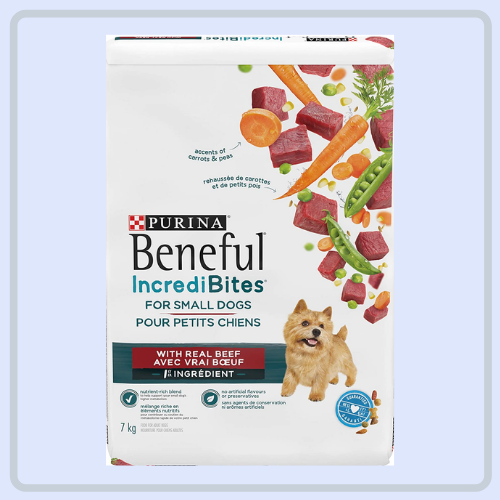 PURINA
accents of
carrots & peas
rehaussée de carottes
et de petits pois
PURINA
Beneful
IncrediBites
FOR SMALL DOGS
POUR PETITS CHIENS
WITH REAL BEEF
AVEC VRAI BŒUF
INGRÉDIENT
nutrient-rich blend
mélange riche en
éléments nutritifs
no artificial flavours
or preservatives
sans agents de conservation
ni arômes artificiels
7 kg